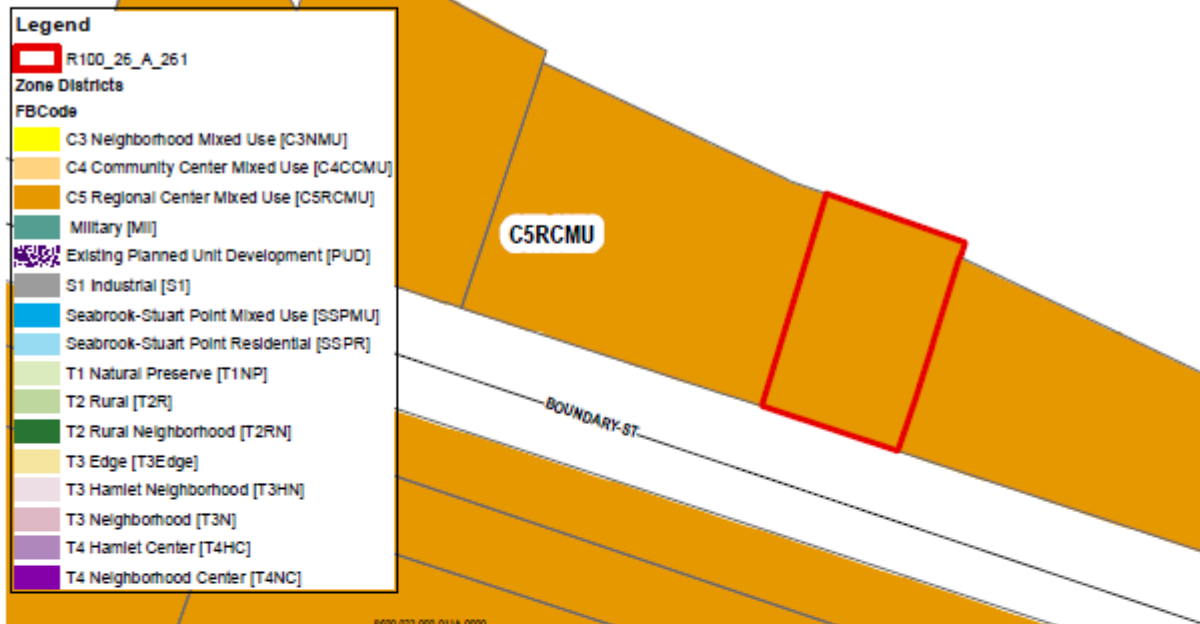 Legend
R100_26_A_261
Zone Districts
FBCode
C3 Neighborhood Mixed Use [C3NMU]
C4 Community Center Mixed Use [C4CCMU]
C5 Regional Center Mixed Use [C5RCMU]
Military [Mil]
Existing Planned Unit Development [PUD]
S1 Industrial [S1]
Seabrook-Stuart Point Mixed Use [SSPMU]
Seabrook-Stuart Point Residential [SSPR]
T1 Natural Preserve [T1NP]
T2 Rural [T2R]
T2 Rural Neighborhood [T2RN]
T3 Edge [T3Edge]
T3 Hamlet Neighborhood [T3HN]
T3 Neighborhood [T3N]
T4 Hamlet Center [T4HC]
T4 Neighborhood Center [T4NC]
C5RCMU
BOUNDARY-ST